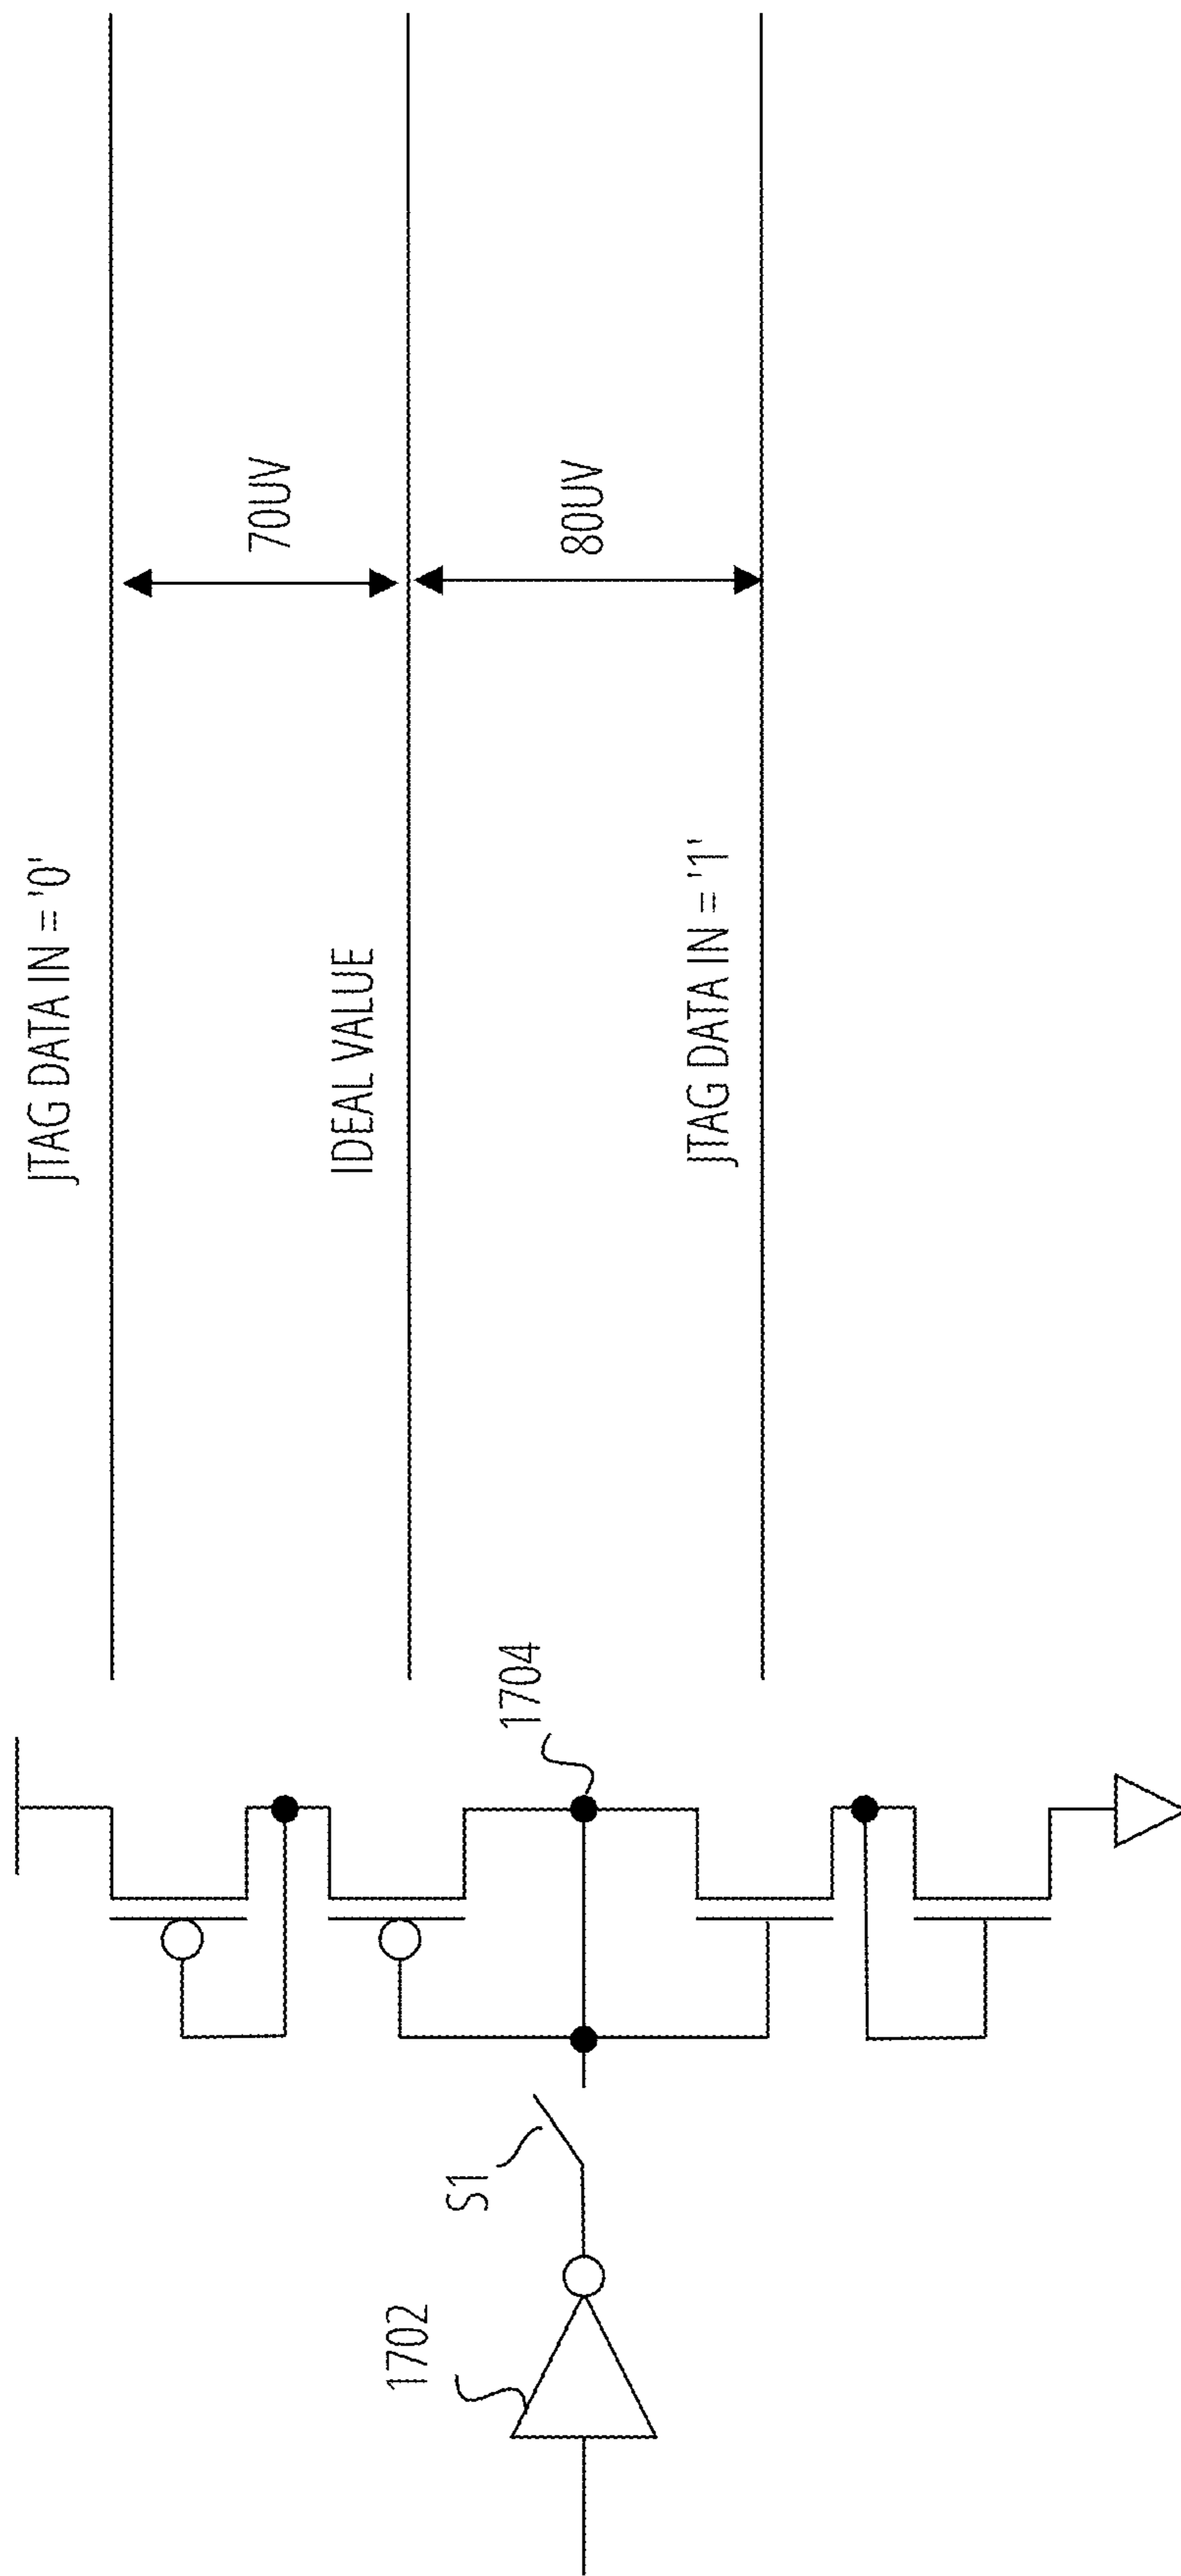 JTAG DATA IN = '0'
70UV
IDEAL VALUE
80UV
JTAG DATA IN = '1'
1704
S1
1702